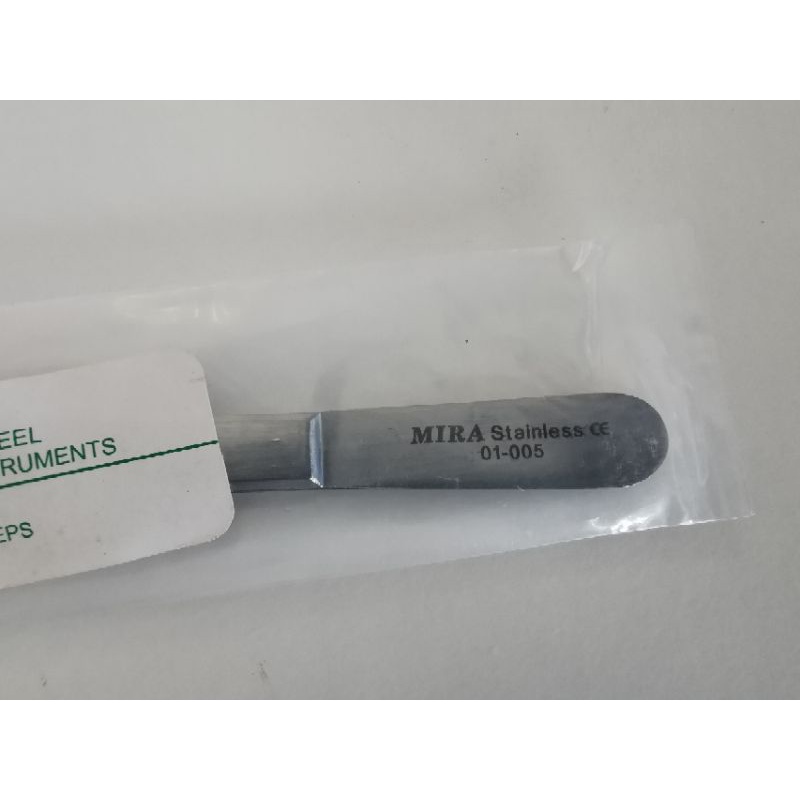 EEL
RUMENTS
EPS
MIRA Stainless CE
01-005